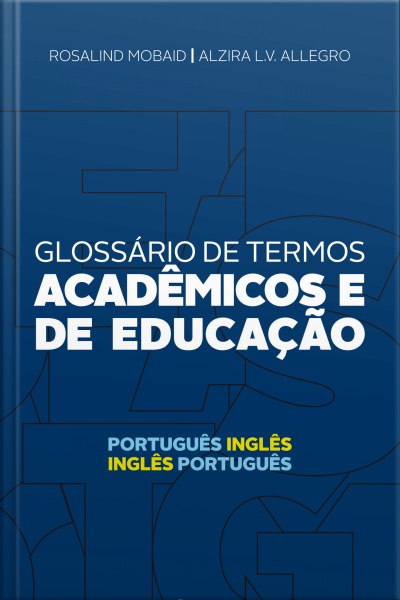 ROSALIND MOBAID | ALZIRA L.V. ALLEGRO
GLOSSÁRIO DE TERMOS
ACADÊMICOS E
DE EDUCAÇÃO
PORTUGUÊS INGLÊS
INGLÊS PORTUGUÊS